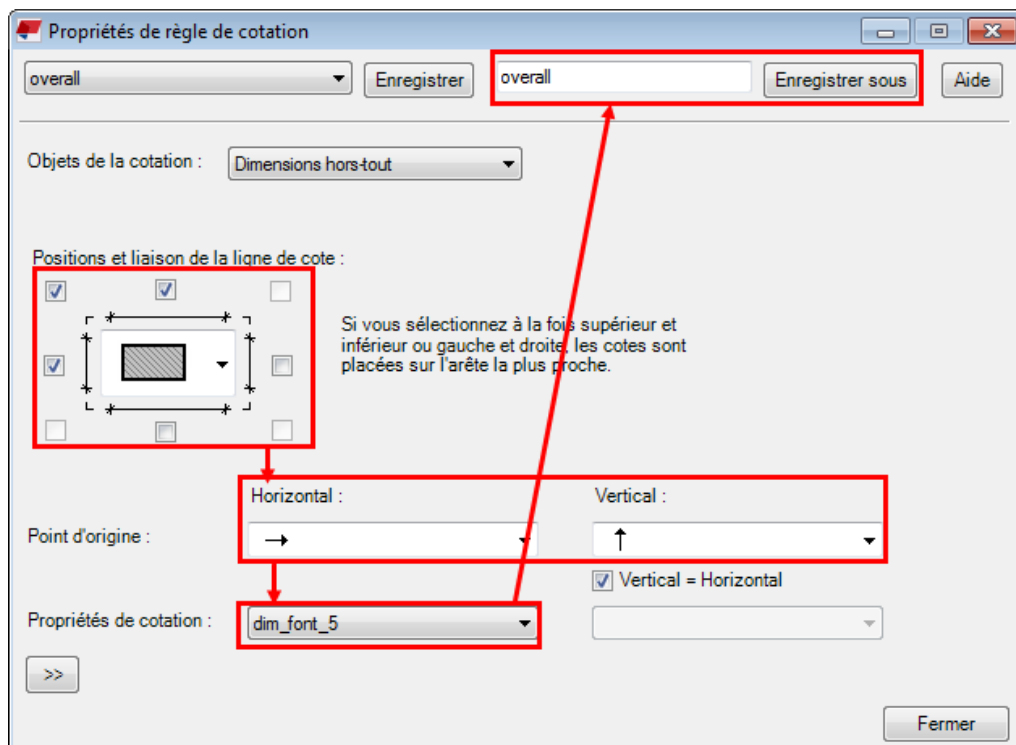 Propriétés de règle de cotation
overall Enregistrer overall Enregistrer sous Aide
Objets de la cotation : Dimensions hors-tout
Positions et liaison de la ligne de cote :
Si vous sélectionnez à la fois supérieur et
inférieur ou gauche et droite, les cotes sont
placées sur l'arête la plus proche.
Horizontal : Vertical :
Point d'origine :
Vertical = Horizontal
Propriétés de cotation : dim_font_5
>>
Fermer